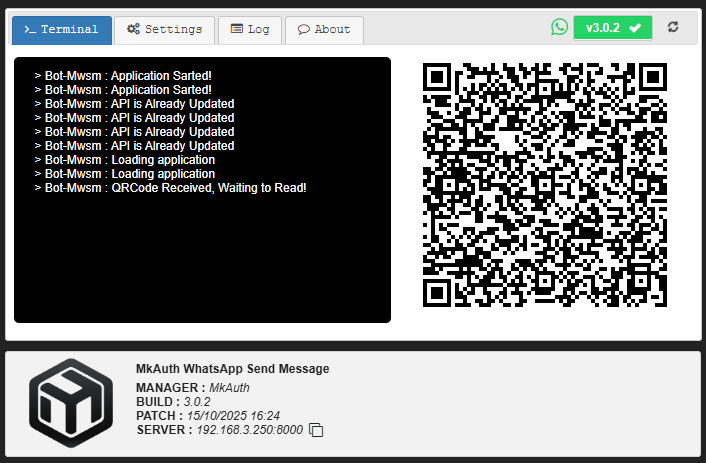 Terminal Settings Log About v3.0.2
> Bot-Mwsm : Application Sarted!
> Bot-Mwsm : Application Sarted!
> Bot-Mwsm : API is Already Updated
> Bot-Mwsm : API is Already Updated
> Bot-Mwsm : API is Already Updated
> Bot-Mwsm : API is Already Updated
> Bot-Mwsm : Loading application
> Bot-Mwsm : Loading application
> Bot-Mwsm : QRCode Received, Waiting to Read!
MkAuth WhatsApp Send Message
MANAGER : MkAuth
BUILD : 3.0.2
PATCH : 15/10/2025 16:24
SERVER : 192.168.3.250:8000